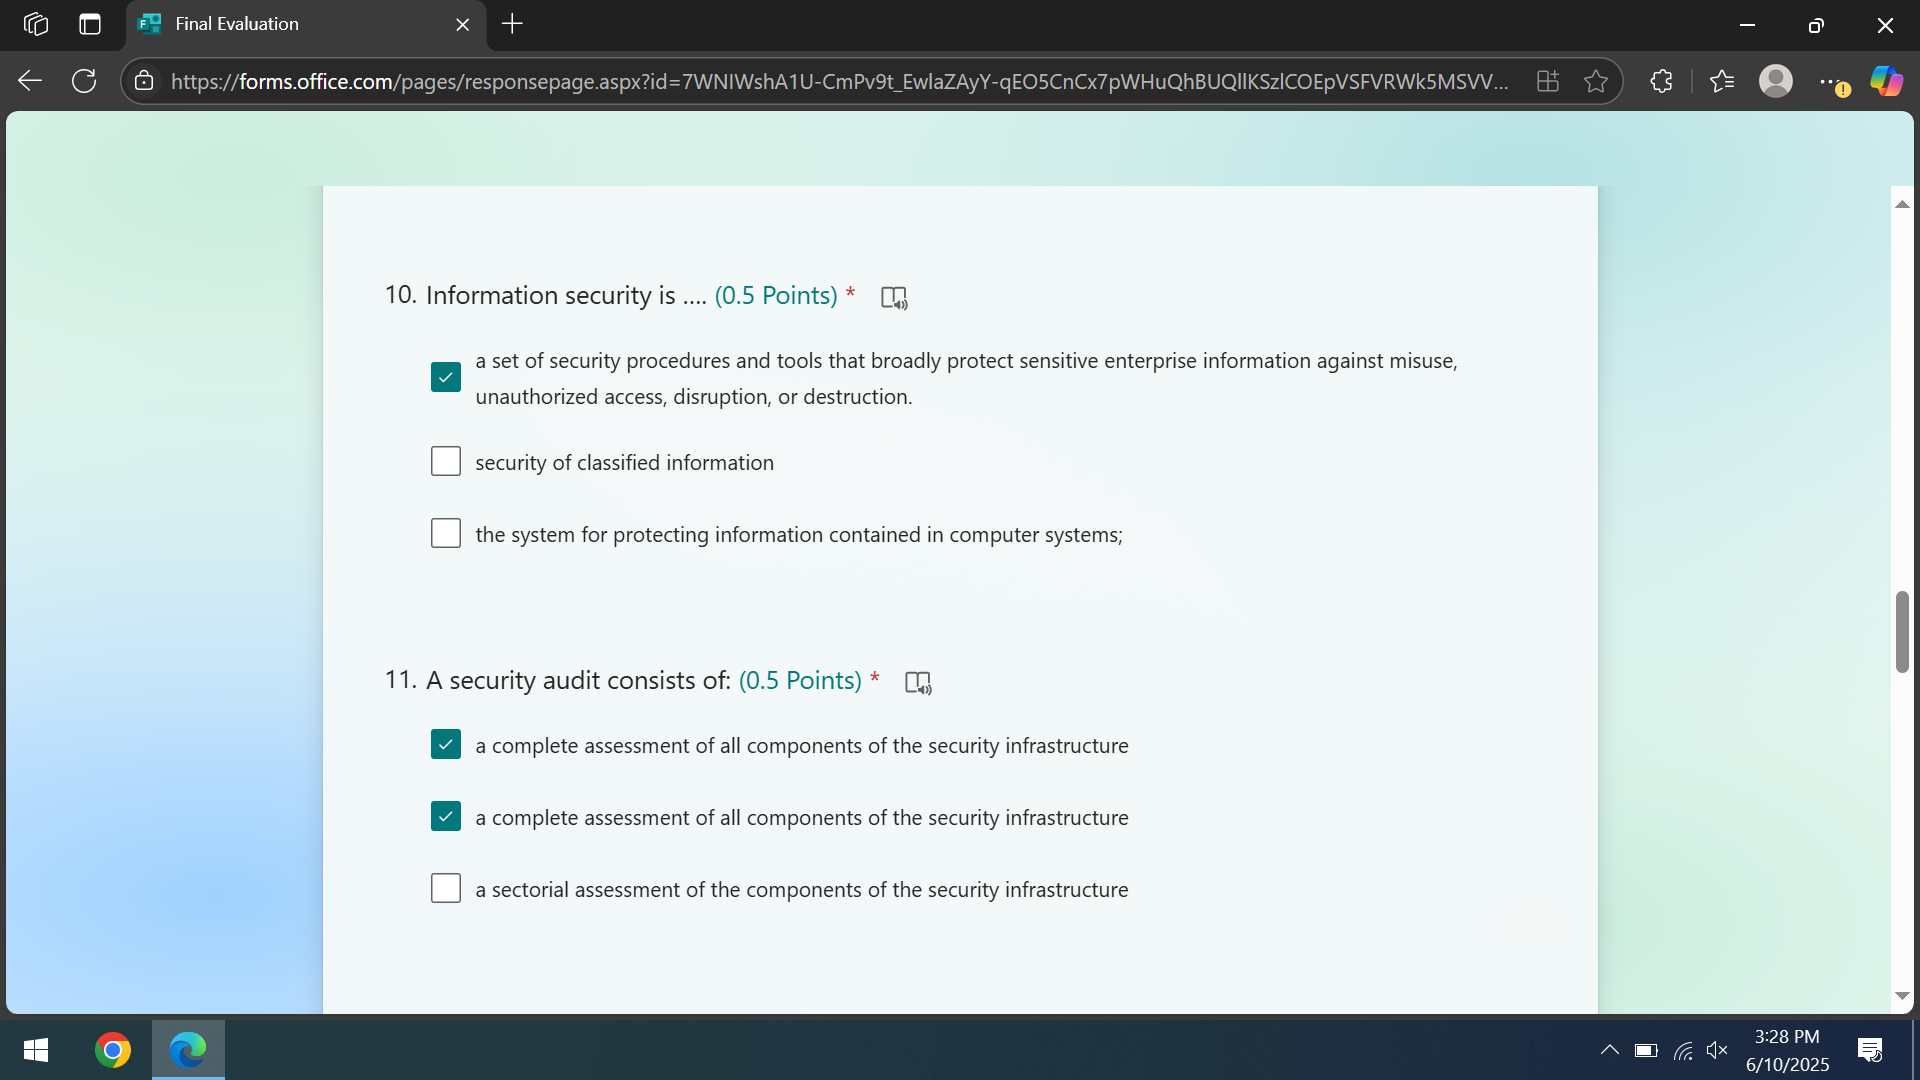 Final Evaluation
https://forms.office.com/pages/responsepage.aspx?id=7WNIWshA1U-CmPv9t_EwlaZAyY-qEO5CnCx7pWHuQhBUQllKSzlCOEpVSFVRWk5MSVV...
10. Information security is .... (0.5 Points) *
a set of security procedures and tools that broadly protect sensitive enterprise information against misuse,
unauthorized access, disruption, or destruction.
security of classified information
the system for protecting information contained in computer systems;
11. A security audit consists of: (0.5 Points) *
a complete assessment of all components of the security infrastructure
a complete assessment of all components of the security infrastructure
a sectorial assessment of the components of the security infrastructure
3:28 PM
6/10/2025